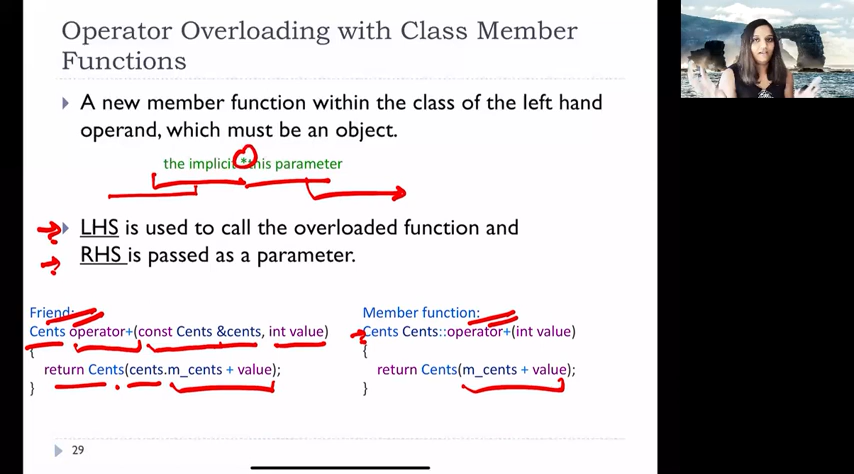 Operator Overloading with Class Member
Functions
A new member function within the class of the left hand
operand, which must be an object.
the implicit *this parameter
LHS is used to call the overloaded function and
RHS is passed as a parameter.
Friend:
Cents operator+(const Cents &cents, int value)
{
return Cents(cents.m_cents + value);
}
Member function:
Cents Cents::operator+(int value)
{
return Cents(m_cents + value);
}
29